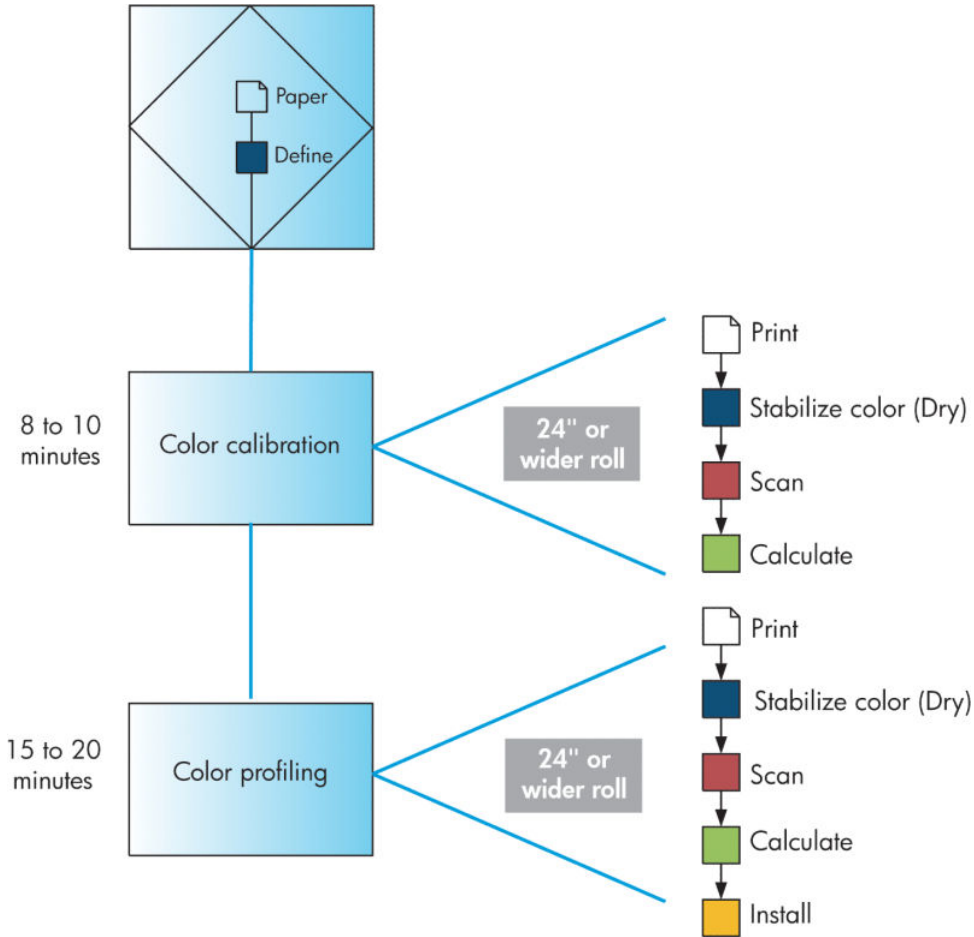 Paper
Define
8 to 10
minutes
Color calibration
24" or
wider roll
Print
Stabilize color (Dry)
Scan
Calculate
15 to 20
minutes
Color profiling
24" or
wider roll
Print
Stabilize color (Dry)
Scan
Calculate
Install